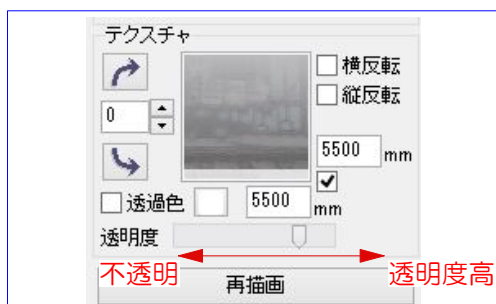 テクスチャ
横反転
縦反転
0
5500 mm
透過色 5500 mm
透明度
不透明 透明度高
再描画